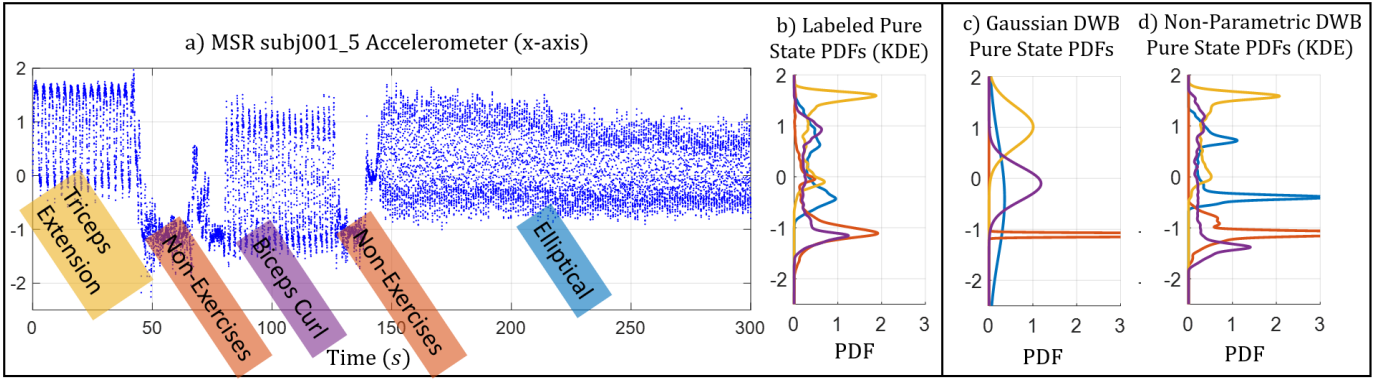 a) MSR subj001_5 Accelerometer (x-axis)
2
1
0
-1
-2
0
50
100
150
200
250
300
Time (s)
Triceps
Extension
Non-Exercises
Biceps Curl
Non-Exercises
Elliptical
b) Labeled Pure
State PDFs (KDE)
2
1
0
-1
-2
0
1
2
3
PDF
c) Gaussian DWB
Pure State PDFs
2
1
0
-1
-2
0
1
2
3
PDF
d) Non-Parametric DWB
Pure State PDFs (KDE)
2
1
0
-1
-2
0
1
2
3
PDF